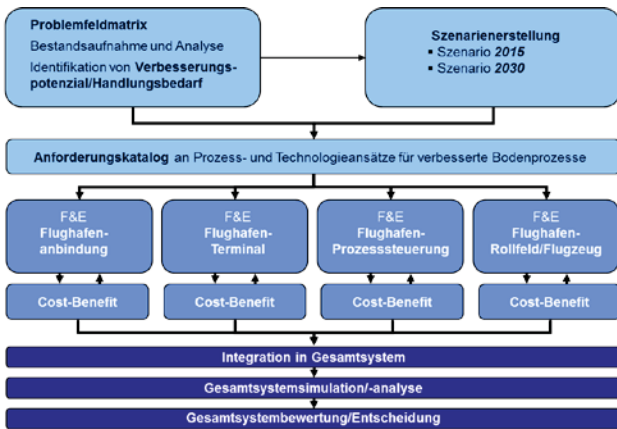 Problemfeldmatrix
Bestandsaufnahme und Analyse
Identifikation von Verbesserungs-
potenzial/Handlungsbedarf
Szenarienerstellung
▪ Szenario 2015
▪ Szenario 2030
Anforderungskatalog an Prozess- und Technologieansätze für verbesserte Bodenprozesse
F&E
Flughafen-
anbindung
F&E
Flughafen-
Terminal
F&E
Flughafen-
Prozesssteuerung
F&E
Flughafen-
Rollfeld/Flugzeug
Cost-Benefit
Cost-Benefit
Cost-Benefit
Cost-Benefit
Integration in Gesamtsystem
Gesamtsystemsimulation/-analyse
Gesamtsystembewertung/Entscheidung